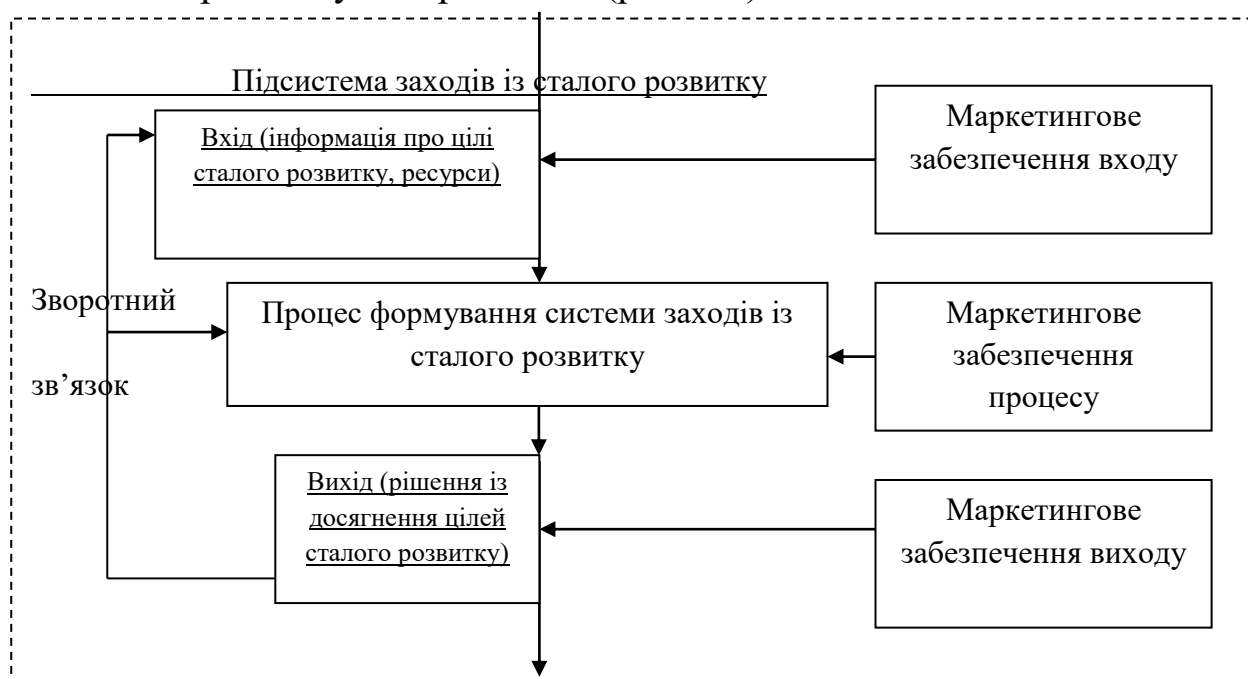 Підсистема заходів із сталого розвитку
Вхід (інформація про цілі
сталого розвитку, ресурси)
Маркетингове
забезпечення входу
Зворотний
зв’язок
Процес формування системи заходів із
сталого розвитку
Маркетингове
забезпечення
процесу
Вихід (рішення із
досягнення цілей
сталого розвитку)
Маркетингове
забезпечення виходу